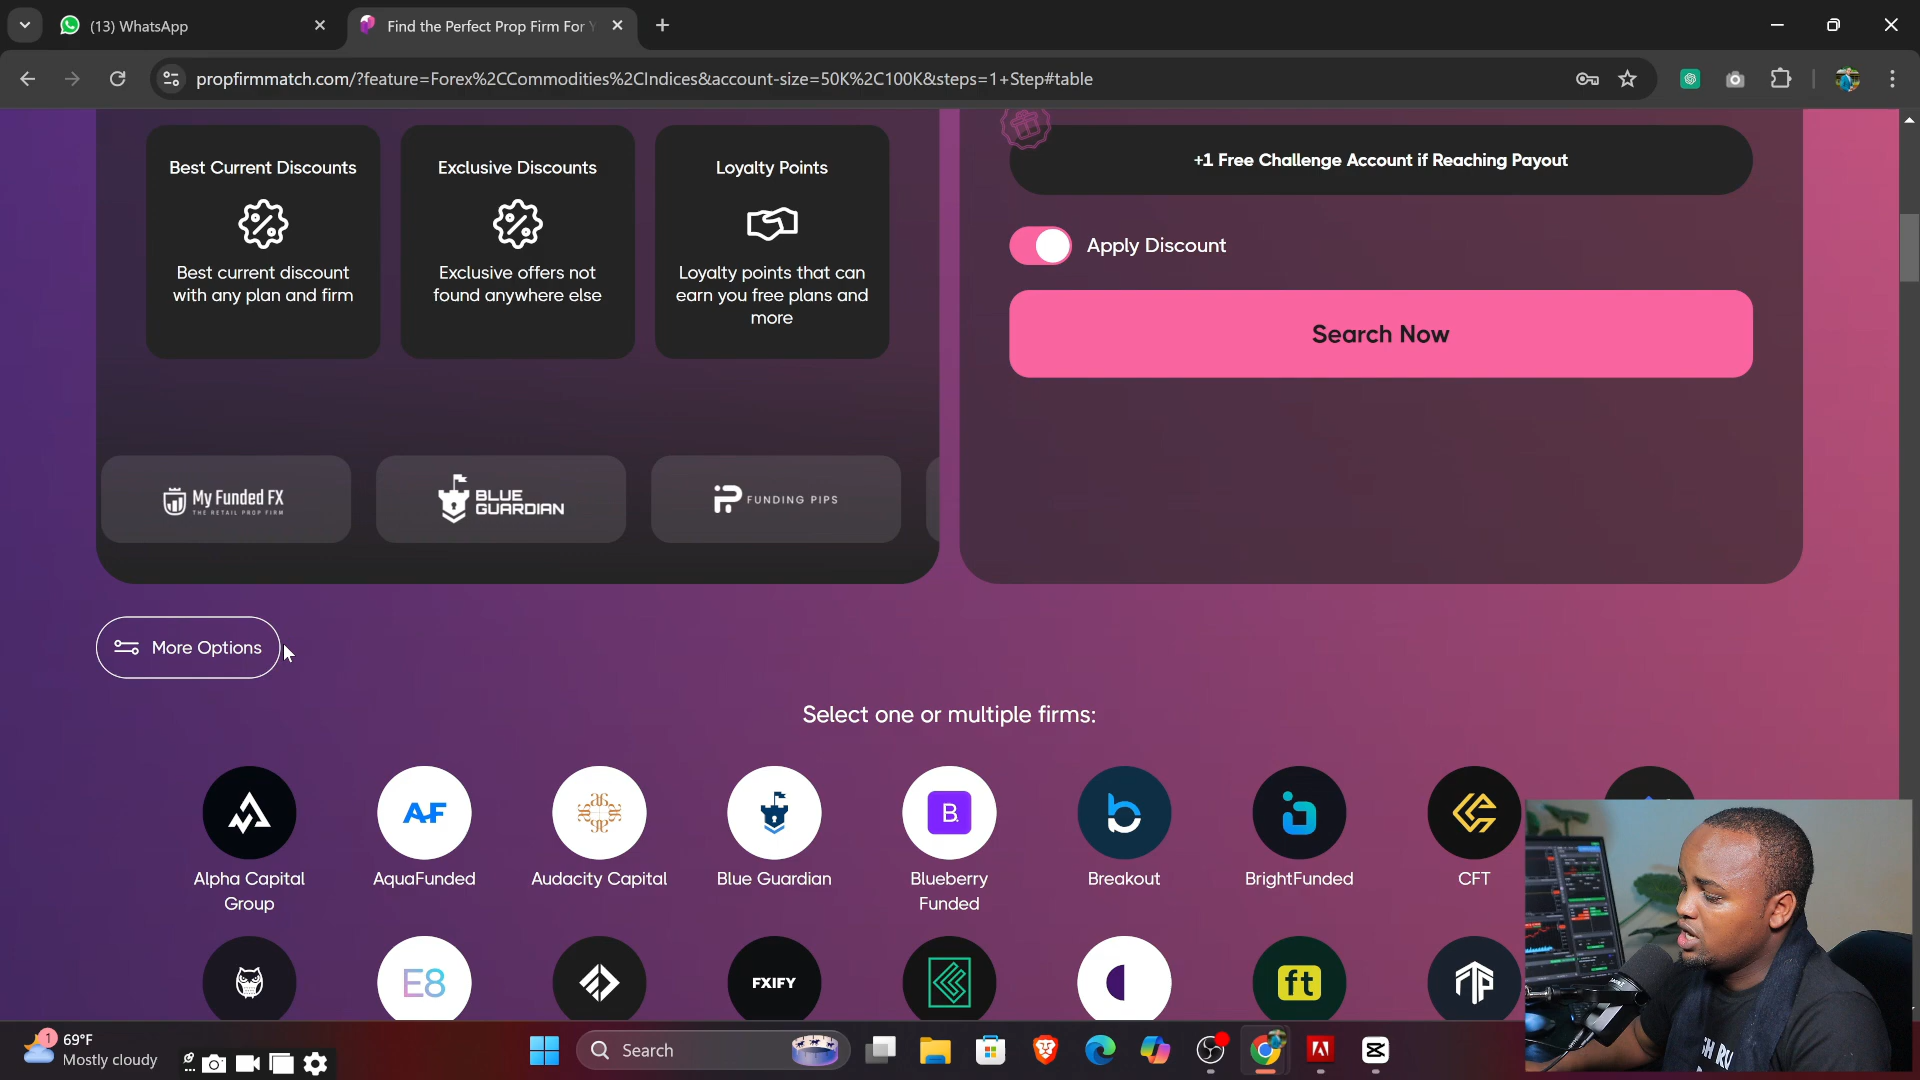 (13) WhatsApp
Find the Perfect Prop Firm For Y
propfirmmatch.com/?feature=Forex%2CCommodities%2CIndices&account-size=50K%2C100K&steps=1+Step#table
Best Current Discounts
Best current discount
with any plan and firm
Exclusive Discounts
Exclusive offers not
found anywhere else
Loyalty Points
Loyalty points that can
earn you free plans and
more
+1 Free Challenge Account if Reaching Payout
Apply Discount
Search Now
My Funded FX
THE RETAIL PROP FIRM
BLUE
GUARDIAN
FUNDING PIPS
More Options
Select one or multiple firms:
AF
B.
Alpha Capital
Group
AquaFunded
Audacity Capital
Blue Guardian
Blueberry
Funded
Breakout
BrightFunded
CFT
E8
FXIFY
ft
1
69°F
Mostly cloudy
Search